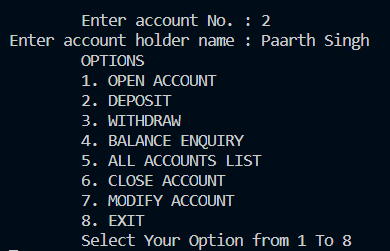 Enter account No. : 2
Enter account holder name : Paarth Singh
OPTIONS
1. OPEN ACCOUNT
2. DEPOSIT
3. WITHDRAW
4. BALANCE ENQUIRY
5. ALL ACCOUNTS LIST
6. CLOSE ACCOUNT
7. MODIFY ACCOUNT
8. EXIT
Select Your Option from 1 To 8